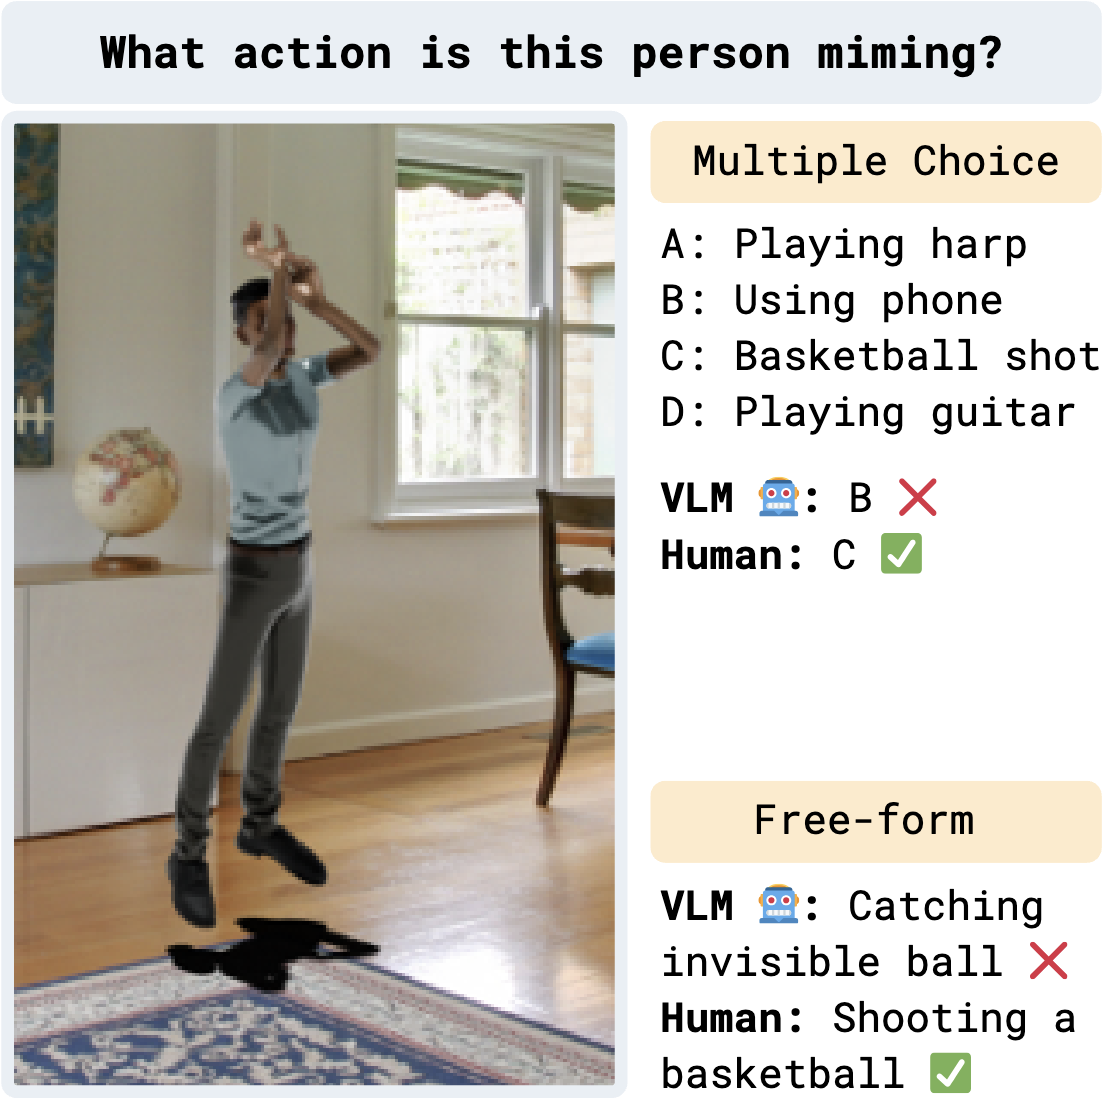 What action is this person miming?
Multiple Choice
A: Playing harp
B: Using phone
C: Basketball shot
D: Playing guitar
VLM 🤖: B ❌
Human: C ✅
Free-form
VLM 🤖: Catching
invisible ball ❌
Human: Shooting a
basketball ✅